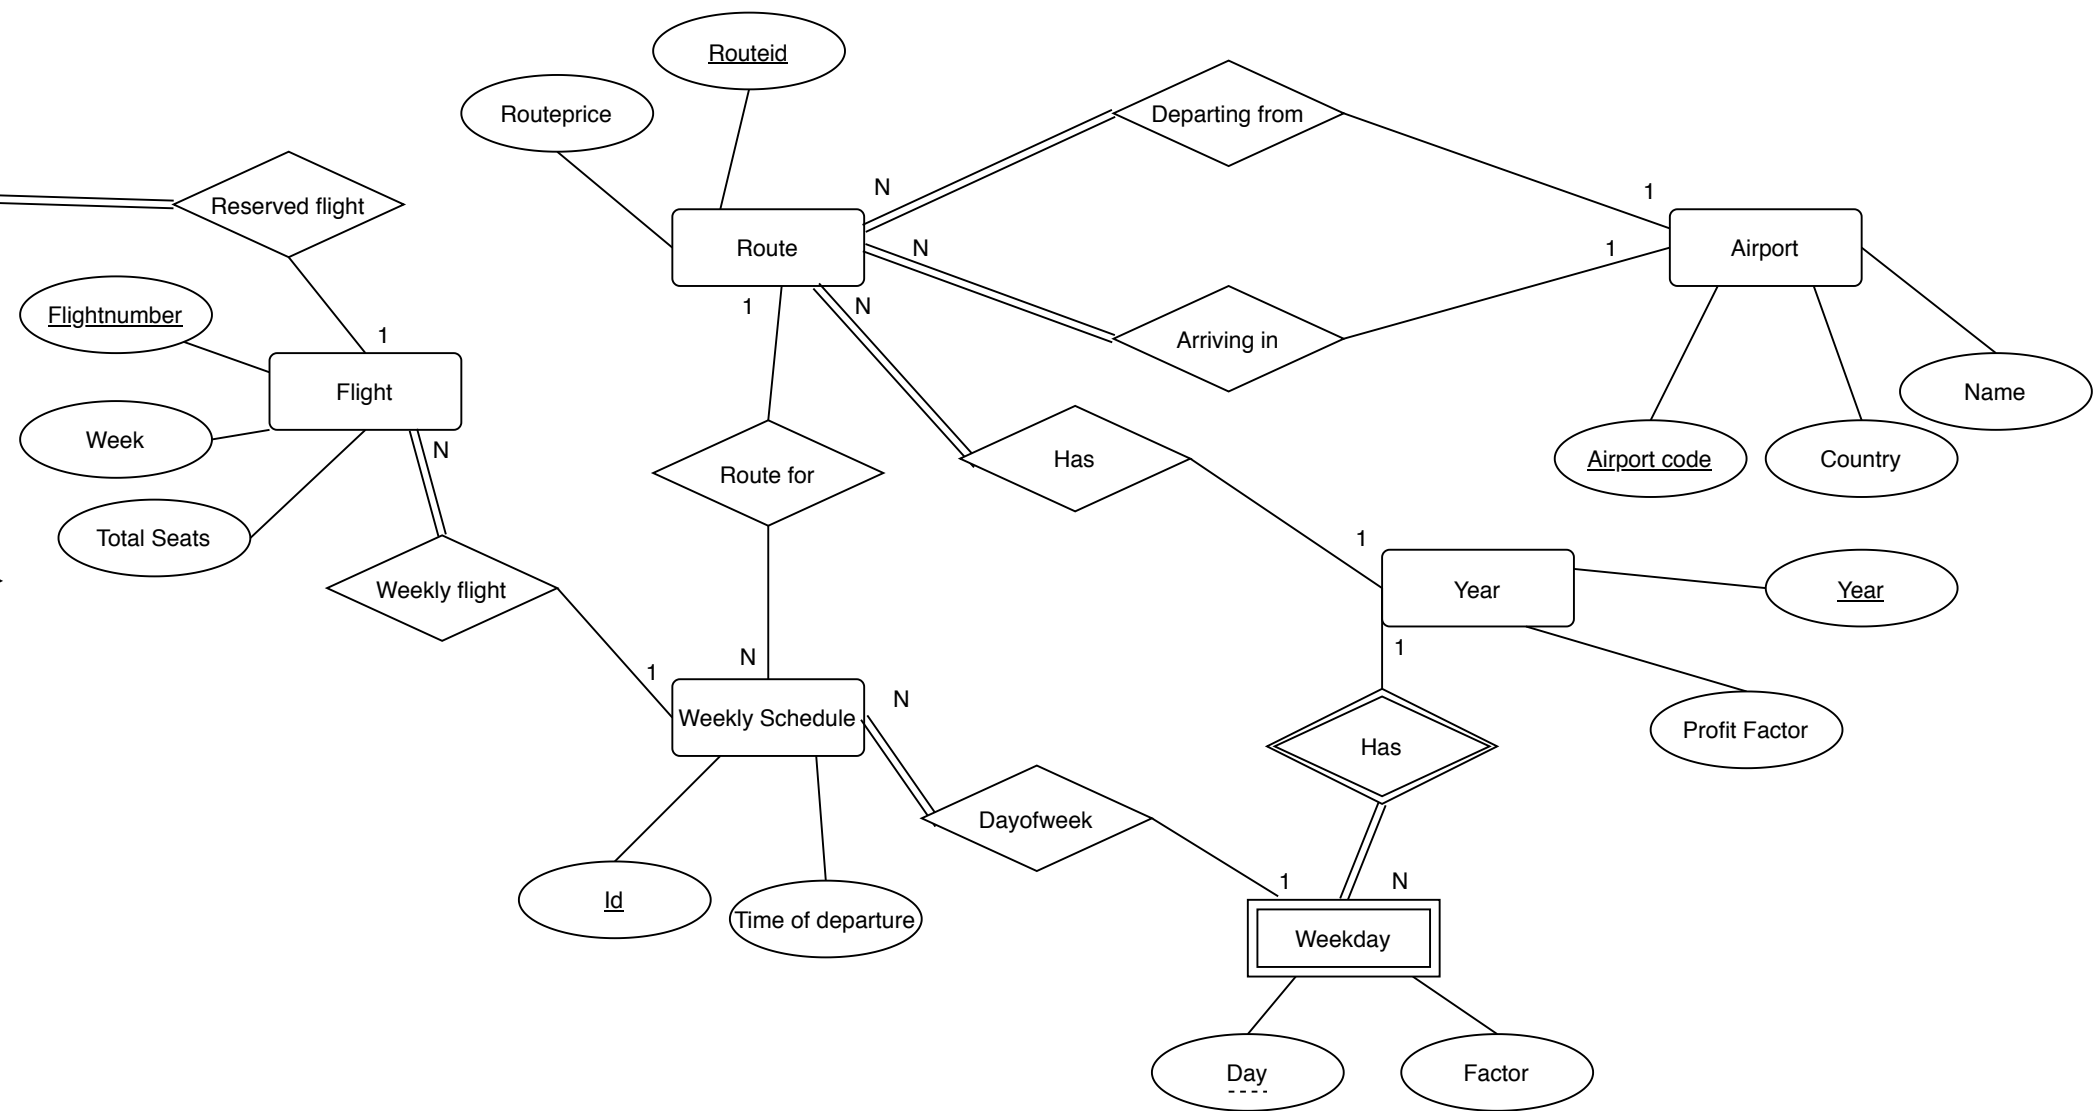 Routeid
Routeprice
Departing from
N
1
Reserved flight
Route
N
1
Airport
Flightnumber
1
N
Arriving in
1
Flight
Name
Week
N
Route for
Has
Airport code
Country
Total Seats
1
Weekly flight
Year
Year
1
1
N
N
Weekly Schedule
Profit Factor
Has
Dayofweek
1
N
Id
Time of departure
Weekday
Day
Factor